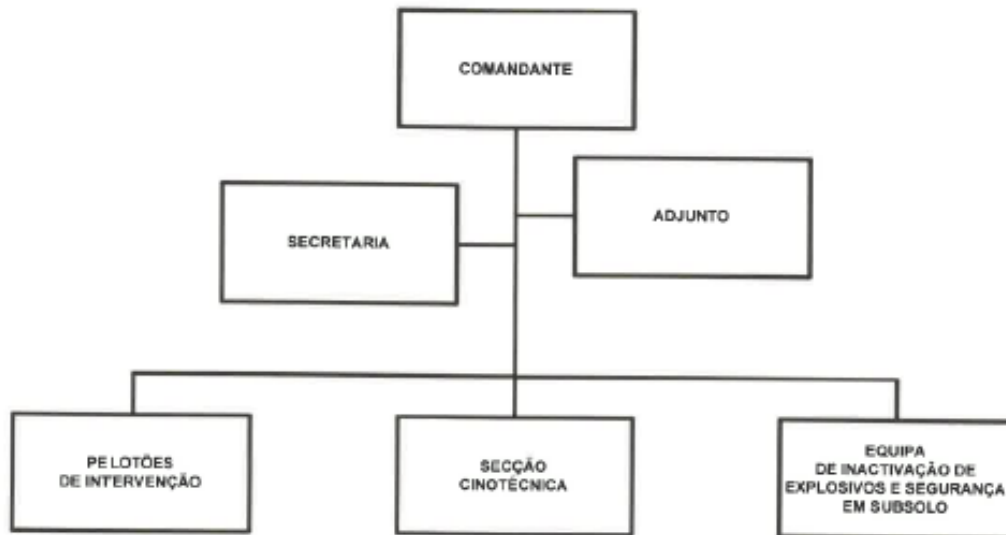 COMANDANTE
ADJUNTO
SECRETARIA
PELOTÕES
DE INTERVENÇÃO
SECÇÃO
CINOTÉCNICA
EQUIPA
DE INACTIVAÇÃO DE
EXPLOSIVOS E SEGURANÇA
EM SUBSOLO